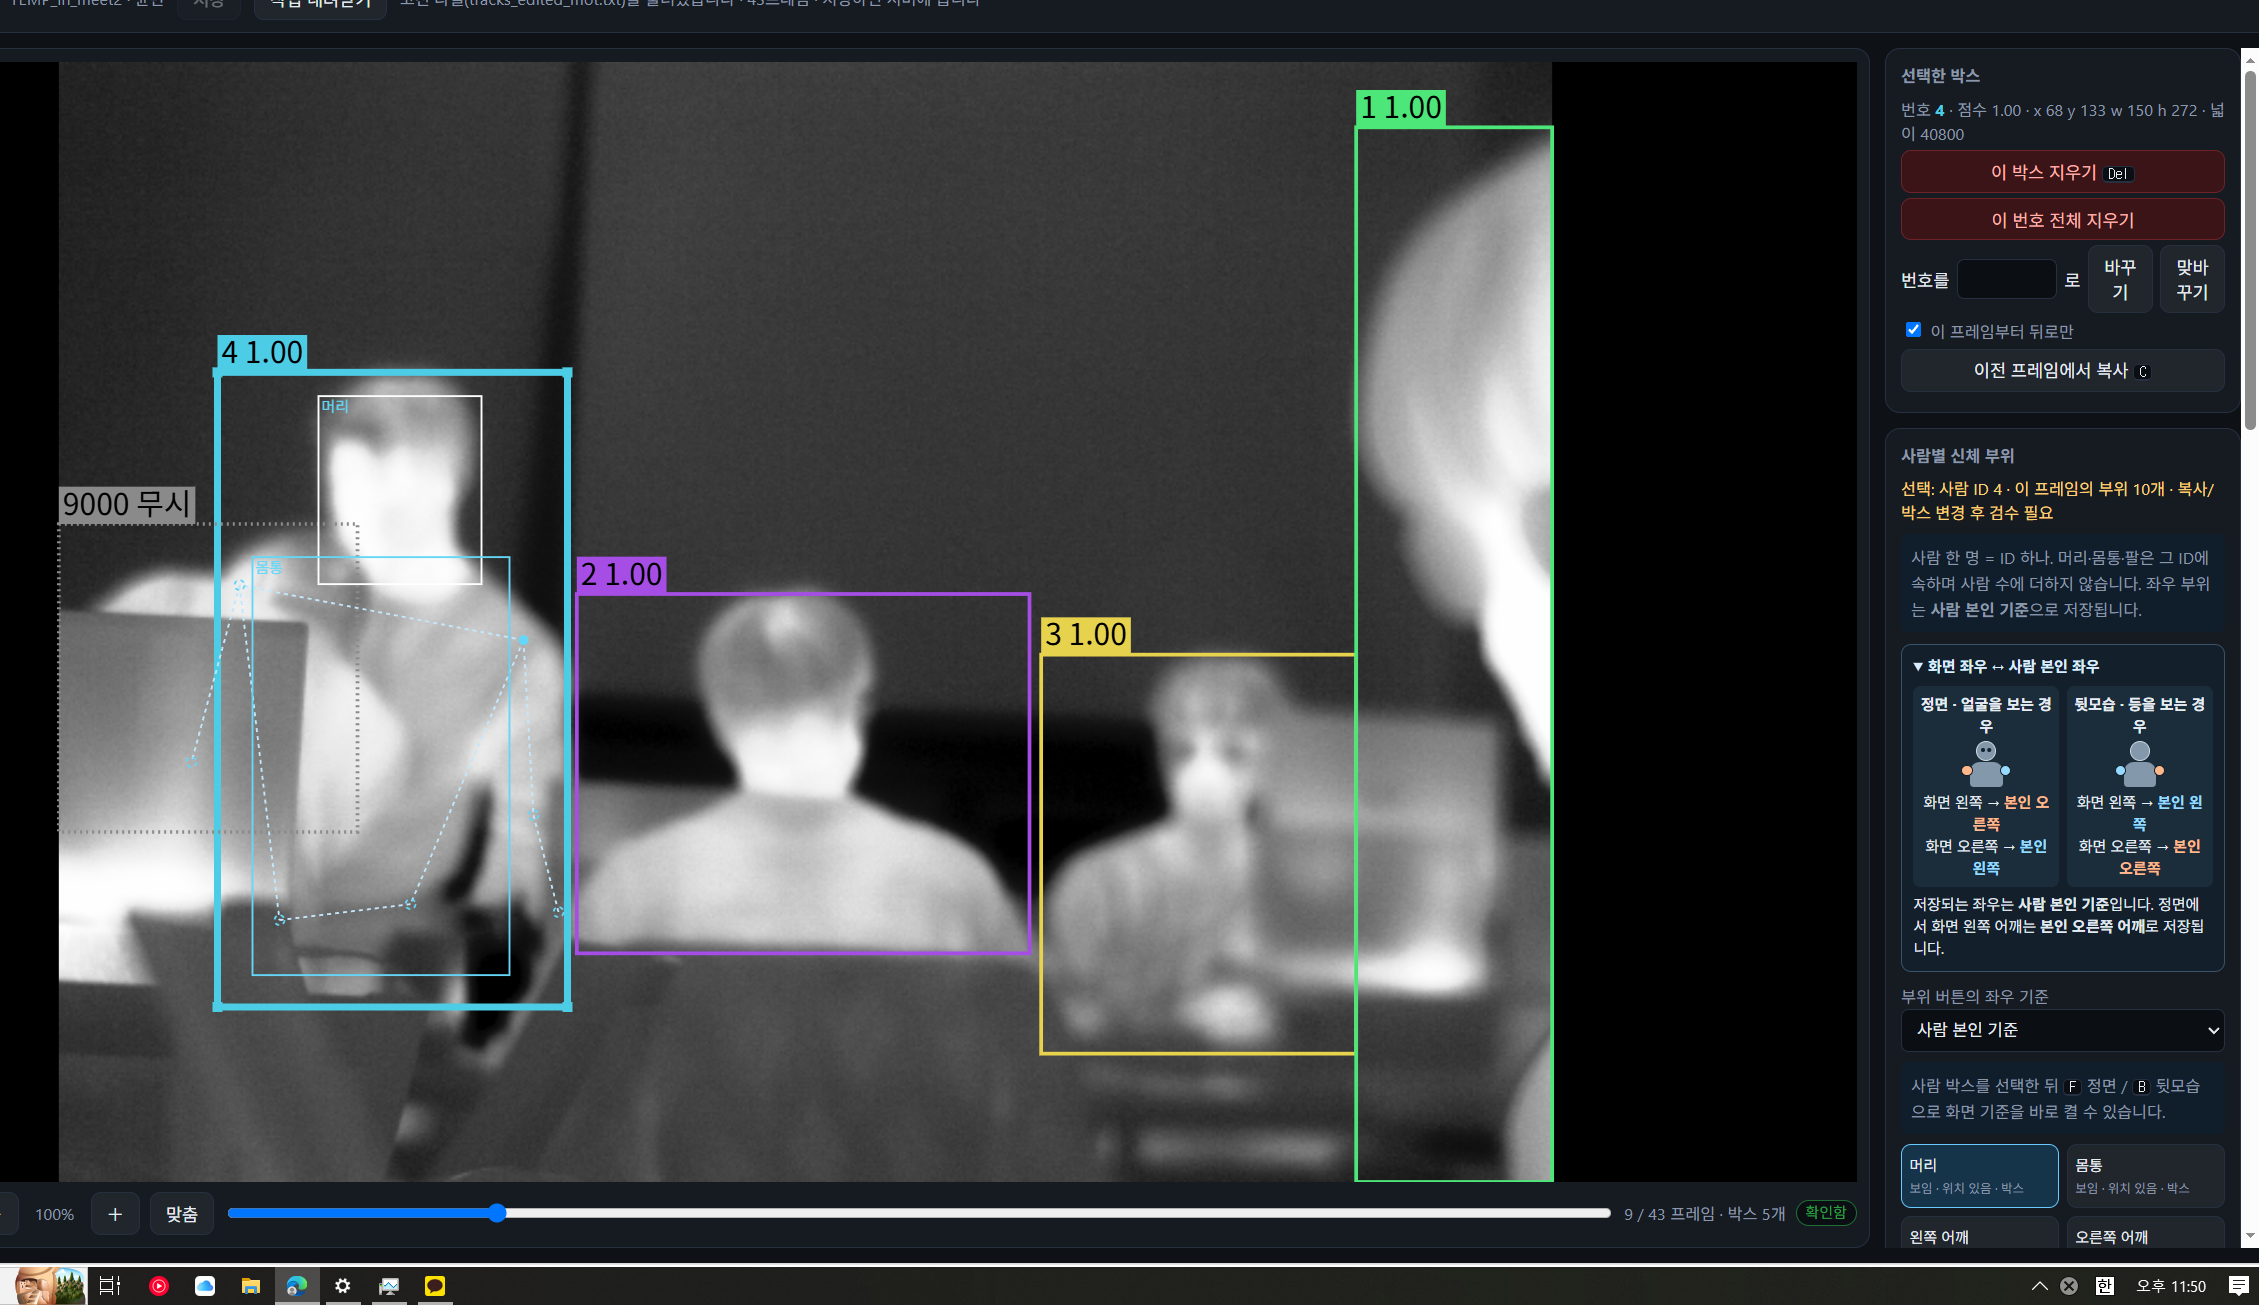 TEMP_in_meet2 · 윤진
저장
작업 내려받기
43프레임
선택한 박스
번호 4 · 점수 1.00 · x 68 y 133 w 150 h 272 · 넓
이 40800
이 박스 지우기 Del
이 번호 전체 지우기
번호를
로
바꾸
기
맞바
꾸기
이 프레임부터 뒤로만
이전 프레임에서 복사 C
1 1.00
4 1.00
머리
9000 무시
몸통
2 1.00
3 1.00
사람별 신체 부위
선택: 사람 ID 4 · 이 프레임의 부위 10개 · 복사/
박스 변경 후 검수 필요
사람 한 명 = ID 하나. 머리·몸통·팔은 그 ID에
속하며 사람 수에 더하지 않습니다. 좌우 부위
는 사람 본인 기준으로 저장됩니다.
▼ 화면 좌우 ↔ 사람 본인 좌우
정면 · 얼굴을 보는 경
우
화면 왼쪽 → 본인 오
른쪽
화면 오른쪽 → 본인
왼쪽
뒷모습 · 등을 보는 경
우
화면 왼쪽 → 본인 왼
쪽
화면 오른쪽 → 본인
오른쪽
저장되는 좌우는 사람 본인 기준입니다. 정면에
서 화면 왼쪽 어깨는 본인 오른쪽 어깨로 저장됩
니다.
부위 버튼의 좌우 기준
사람 본인 기준
사람 박스를 선택한 뒤 F 정면 / B 뒷모습
으로 화면 기준을 바로 켤 수 있습니다.
머리
보임 · 위치 있음 · 박스
몸통
보임 · 위치 있음 · 박스
왼쪽 어깨
오른쪽 어깨
100%
+
맞춤
9 / 43 프레임 · 박스 5개
확인함
한
오후 11:50